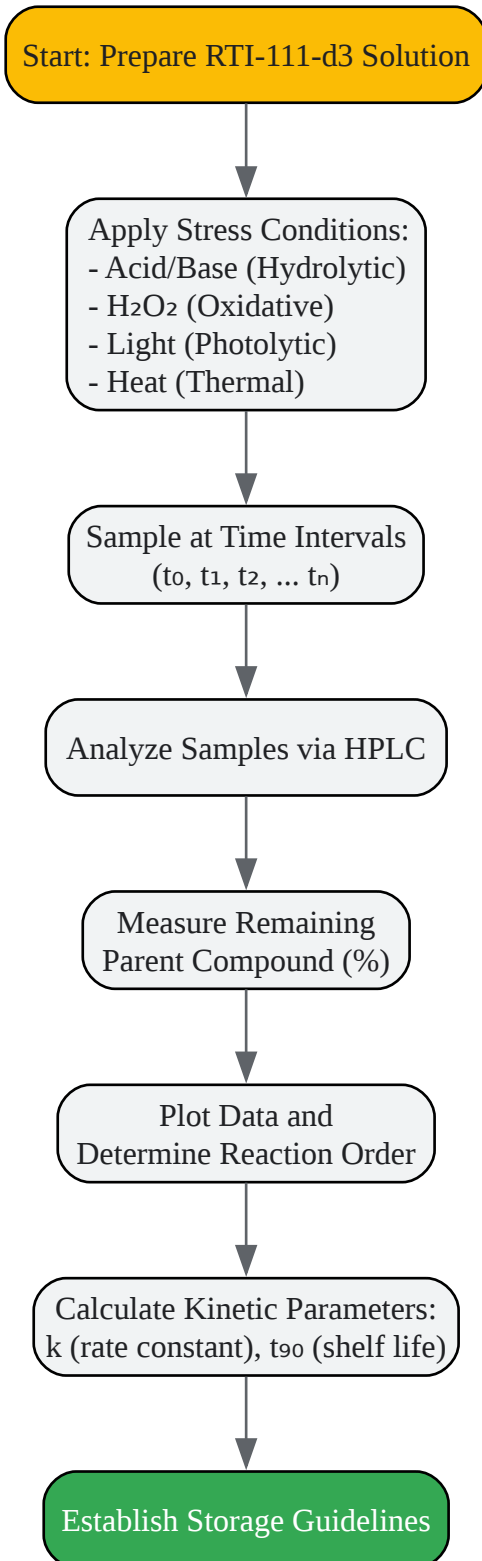 Start: Prepare RTI-111-d3 Solution
Apply Stress Conditions:
- Acid/Base (Hydrolytic)
- H₂O₂ (Oxidative)
- Light (Photolytic)
- Heat (Thermal)
Sample at Time Intervals
(t₀, t₁, t₂, ... tₙ)
Analyze Samples via HPLC
Measure Remaining
Parent Compound (%)
Plot Data and
Determine Reaction Order
Calculate Kinetic Parameters:
k (rate constant), t₉₀ (shelf life)
Establish Storage Guidelines